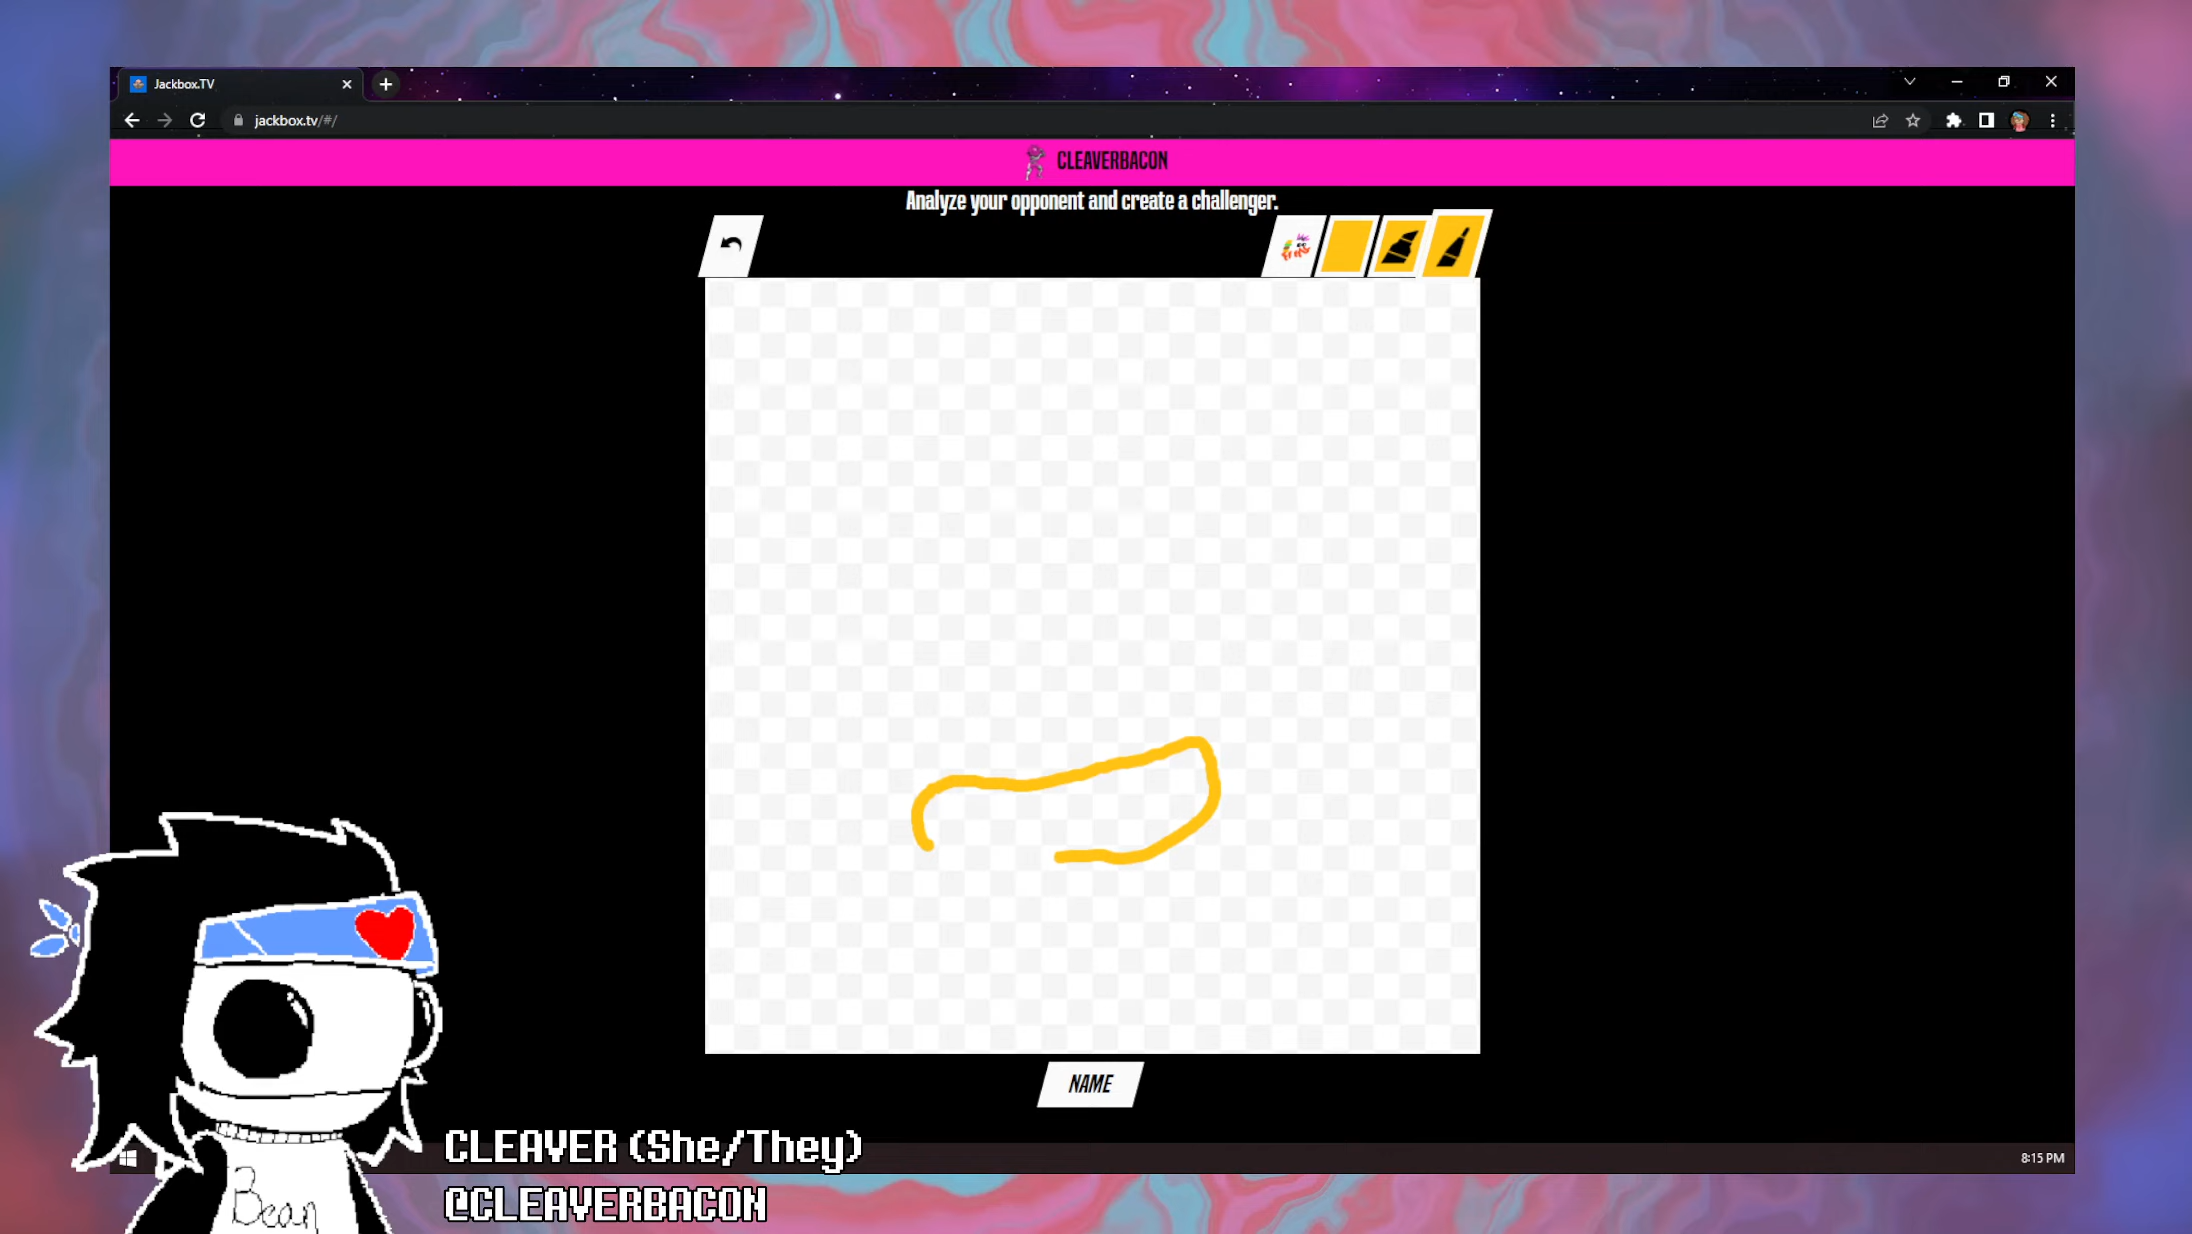 Jackbox.TV
jackbox.tv/#/
CLEAVERBACON
Analyze your opponent and create a challenger.
NAME
8:15 PM
Bean
CLEAVER (She/They)
@CLEAVERBACON